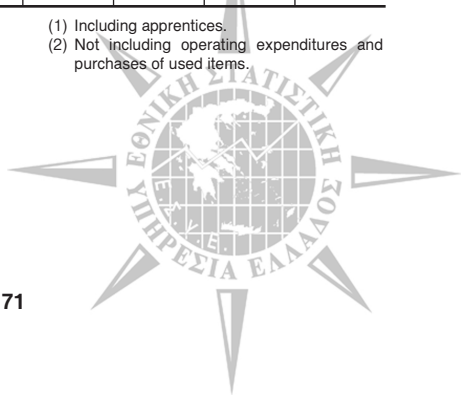 (1) Including apprentices.
(2) Not including operating expenditures and
purchases of used items.
ΕΘΝΙΚΗ ΣΤΑΤΙΣΤΙΚΗ
ΥΠΗΡΕΣΙΑ ΕΛΛΑΔΟΣ
Ε.Σ.Υ.Ε.
71